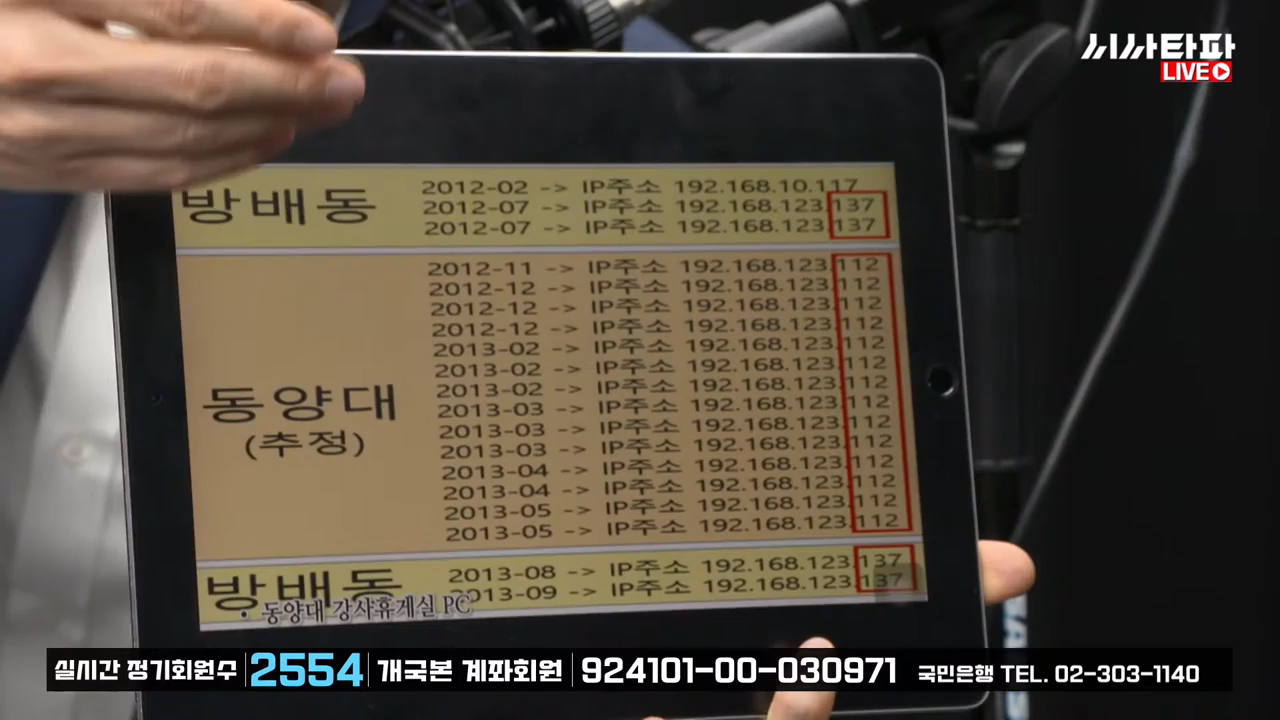 시사타파
LIVE
방배동
2012-02 -> IP주소 192.168.10.117
2012-07 -> IP주소 192.168.123.137
2012-07 -> IP주소 192.168.123.137
동양대
(추정)
2012-11 -> IP주소 192.168.123.112
2012-12 -> IP주소 192.168.123.112
2012-12 -> IP주소 192.168.123.112
2012-12 -> IP주소 192.168.123.112
2013-02 -> IP주소 192.168.123.112
2013-02 -> IP주소 192.168.123.112
2013-02 -> IP주소 192.168.123.112
2013-03 -> IP주소 192.168.123.112
2013-03 -> IP주소 192.168.123.112
2013-03 -> IP주소 192.168.123.112
2013-04 -> IP주소 192.168.123.112
2013-04 -> IP주소 192.168.123.112
2013-05 -> IP주소 192.168.123.112
2013-05 -> IP주소 192.168.123.112
방배동
2013-08 -> IP주소 192.168.123.137
2013-09 -> IP주소 192.168.123.137
• 동양대 강사휴게실 PC
실시간 정기회원수 2554 개국본 계좌회원 924101-00-030971 국민은행 TEL. 02-303-1140